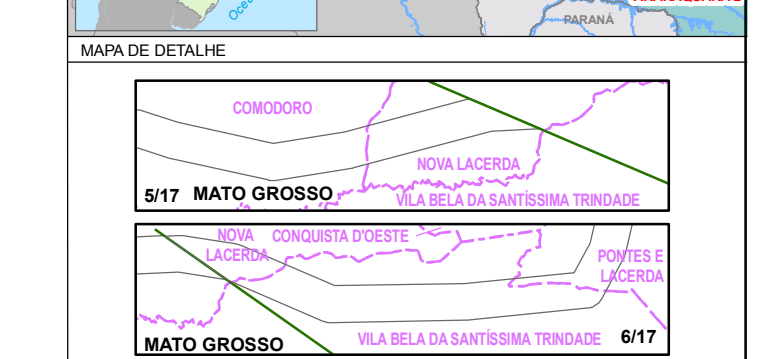 Oce
PARANÁ
MAPA DE DETALHE
COMODORO
NOVA LACERDA
5/17 MATO GROSSO
VILA BELA DA SANTÍSSIMA TRINDADE
NOVA
LACERDA
CONQUISTA D'OESTE
PONTES E
LACERDA
MATO GROSSO
VILA BELA DA SANTÍSSIMA TRINDADE
6/17